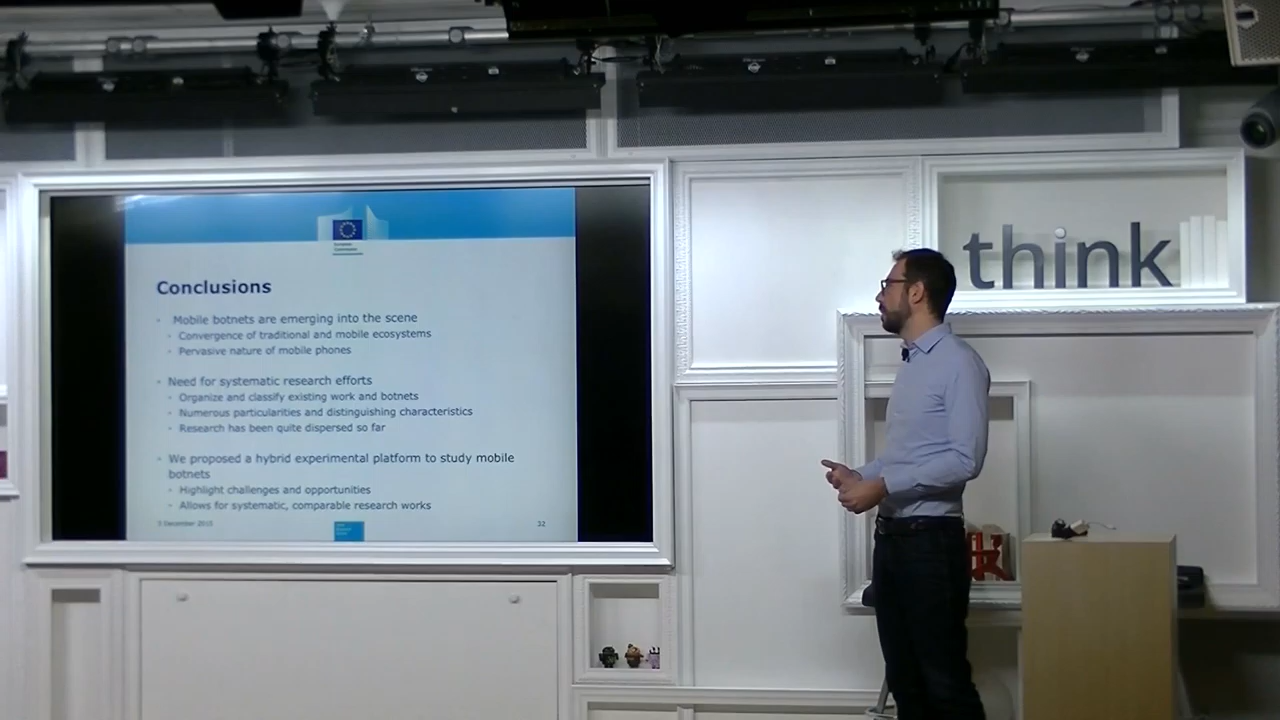 European
Commission
Conclusions
Mobile botnets are emerging into the scene
Convergence of traditional and mobile ecosystems
Pervasive nature of mobile phones
Need for systematic research efforts
Organize and classify existing work and botnets
Numerous particularities and distinguishing characteristics
Research has been quite dispersed so far
We proposed a hybrid experimental platform to study mobile
botnets
Highlight challenges and opportunities
Allows for systematic, comparable research works
32
think